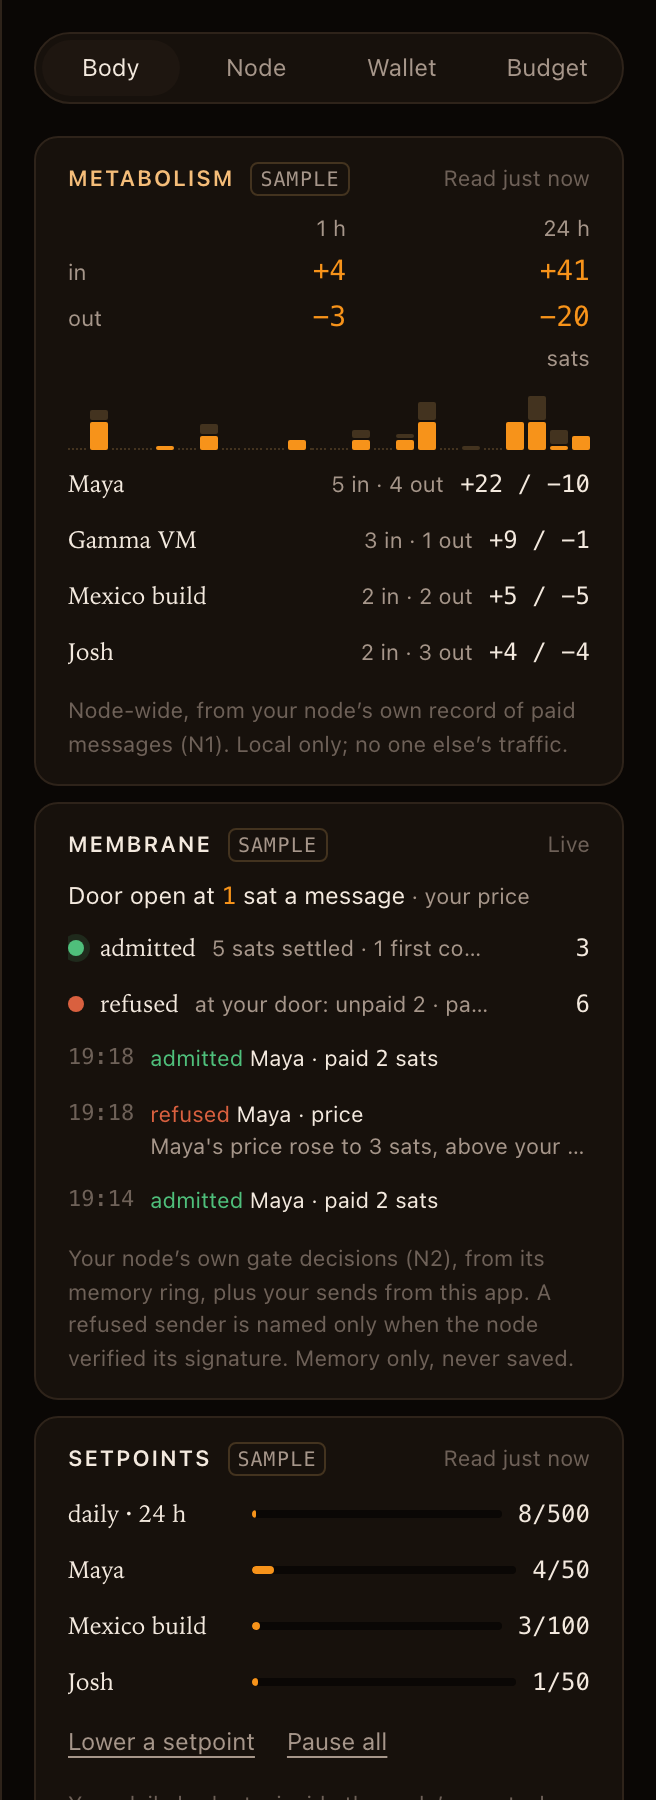 Body Node Wallet Budget
METABOLISM SAMPLE Read just now
1 h 24 h
in +4 +41
out −3 −20
sats
Maya 5 in · 4 out +22 / −10
Gamma VM 3 in · 1 out +9 / −1
Mexico build 2 in · 2 out +5 / −5
Josh 2 in · 3 out +4 / −4
Node-wide, from your node’s own record of paid
messages (N1). Local only; no one else’s traffic.
MEMBRANE SAMPLE Live
Door open at 1 sat a message · your price
admitted 5 sats settled · 1 first co... 3
refused at your door: unpaid 2 · pa... 6
19:18 admitted Maya · paid 2 sats
19:18 refused Maya · price
Maya's price rose to 3 sats, above your ...
19:14 admitted Maya · paid 2 sats
Your node’s own gate decisions (N2), from its
memory ring, plus your sends from this app. A
refused sender is named only when the node
verified its signature. Memory only, never saved.
SETPOINTS SAMPLE Read just now
daily · 24 h 8/500
Maya 4/50
Mexico build 3/100
Josh 1/50
Lower a setpoint Pause all